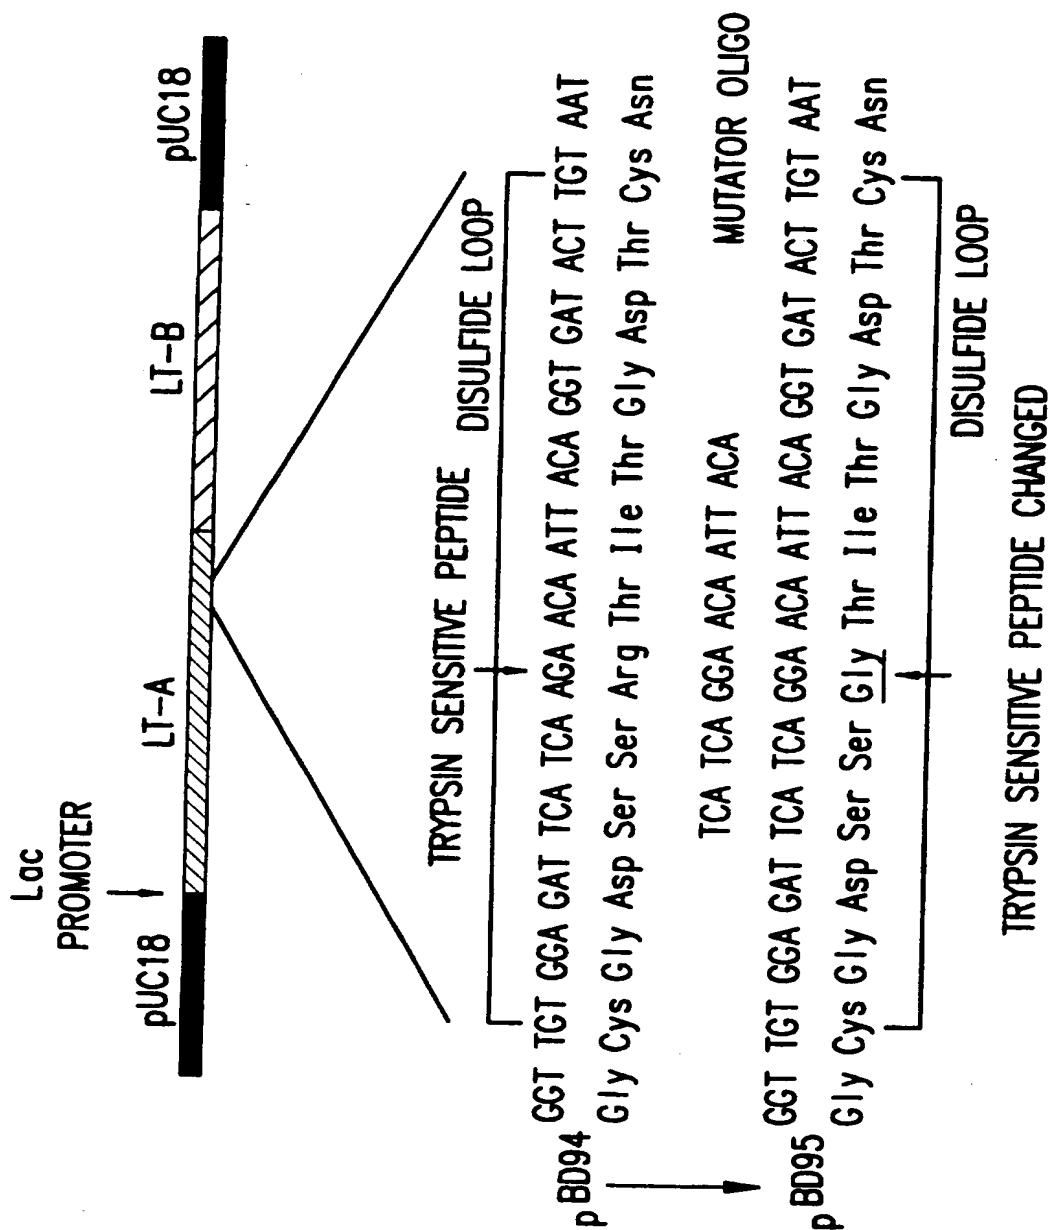 Lac
PROMOTER
pUC18
LT-A
LT-B
pUC18
TRYPSIN SENSITIVE PEPTIDE
DISULFIDE LOOP
pBD94
GGT TGT GGA GAT TCA TCA AGA ACA ATT ACA GGT GAT ACT TGT AAT
Gly Cys Gly Asp Ser Ser Arg Thr Ile Thr Gly Asp Thr Cys Asn
TCA TCA GGA ACA ATT ACA
MUTATOR OLIGO
pBD95
GGT TGT GGA GAT TCA TCA GGA ACA ATT ACA GGT GAT ACT TGT AAT
Gly Cys Gly Asp Ser Ser Gly Thr Ile Thr Gly Asp Thr Cys Asn
DISULFIDE LOOP
TRYPSIN SENSITIVE PEPTIDE CHANGED